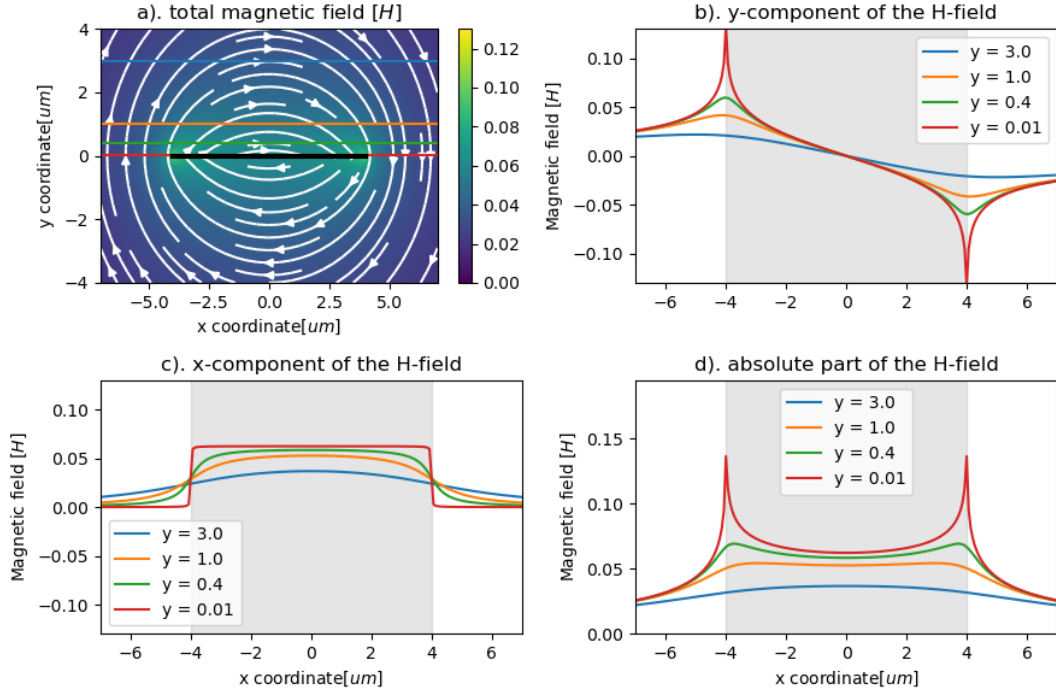 a). total magnetic field [H]
4
2
0
−2
−4
y coordinate[um]
−5.0
−2.5
0.0
2.5
5.0
x coordinate[um]
0.12
0.10
0.08
0.06
0.04
0.02
0.00
b). y-component of the H-field
0.10
0.05
0.00
−0.05
−0.10
Magnetic field [H]
y = 3.0
y = 1.0
y = 0.4
y = 0.01
−6
−4
−2
0
2
4
6
c). x-component of the H-field
0.10
0.05
0.00
−0.05
−0.10
Magnetic field [H]
y = 3.0
y = 1.0
y = 0.4
y = 0.01
−6
−4
−2
0
2
4
6
x coordinate[um]
d). absolute part of the H-field
0.15
0.10
0.05
0.00
Magnetic field [H]
y = 3.0
y = 1.0
y = 0.4
y = 0.01
−6
−4
−2
0
2
4
6
x coordinate[um]